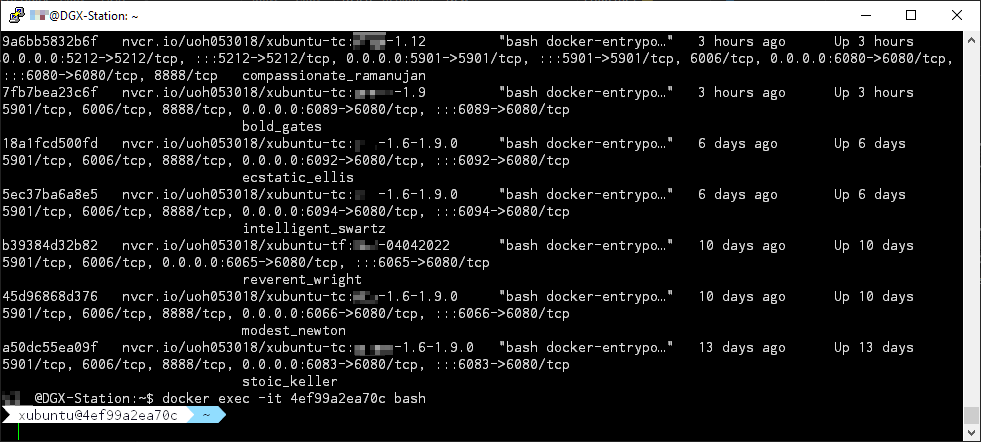 @DGX-Station: ~
9a6bb5832b6f nvcr.io/uoh053018/xubuntu-tc: -1.12 "bash docker-entrypo…" 3 hours ago Up 3 hours
0.0.0.0:5212->5212/tcp, :::5212->5212/tcp, 0.0.0.0:5901->5901/tcp, :::5901->5901/tcp, 6006/tcp, 0.0.0.0:6080->6080/tcp,
:::6080->6080/tcp, 8888/tcp compassionate_ramanujan
7fb7bea23c6f nvcr.io/uoh053018/xubuntu-tc: -1.9 "bash docker-entrypo…" 3 hours ago Up 3 hours
5901/tcp, 6006/tcp, 8888/tcp, 0.0.0.0:6089->6080/tcp, :::6089->6080/tcp
bold_gates
18a1fcd500fd nvcr.io/uoh053018/xubuntu-tc: -1.6-1.9.0 "bash docker-entrypo…" 6 days ago Up 6 days
5901/tcp, 6006/tcp, 8888/tcp, 0.0.0.0:6092->6080/tcp, :::6092->6080/tcp
ecstatic_ellis
5ec37ba6a8e5 nvcr.io/uoh053018/xubuntu-tc: -1.6-1.9.0 "bash docker-entrypo…" 6 days ago Up 6 days
5901/tcp, 6006/tcp, 8888/tcp, 0.0.0.0:6094->6080/tcp, :::6094->6080/tcp
intelligent_swartz
b39384d32b82 nvcr.io/uoh053018/xubuntu-tf: -04042022 "bash docker-entrypo…" 10 days ago Up 10 days
5901/tcp, 6006/tcp, 0.0.0.0:6065->6080/tcp, :::6065->6080/tcp
reverent_wright
45d96868d376 nvcr.io/uoh053018/xubuntu-tc: -1.6-1.9.0 "bash docker-entrypo…" 10 days ago Up 10 days
5901/tcp, 6006/tcp, 8888/tcp, 0.0.0.0:6066->6080/tcp, :::6066->6080/tcp
modest_newton
a50dc55ea09f nvcr.io/uoh053018/xubuntu-tc: -1.6-1.9.0 "bash docker-entrypo…" 13 days ago Up 13 days
5901/tcp, 6006/tcp, 8888/tcp, 0.0.0.0:6083->6080/tcp, :::6083->6080/tcp
stoic_keller
@DGX-Station:~$ docker exec -it 4ef99a2ea70c bash
xubuntu@4ef99a2ea70c ~